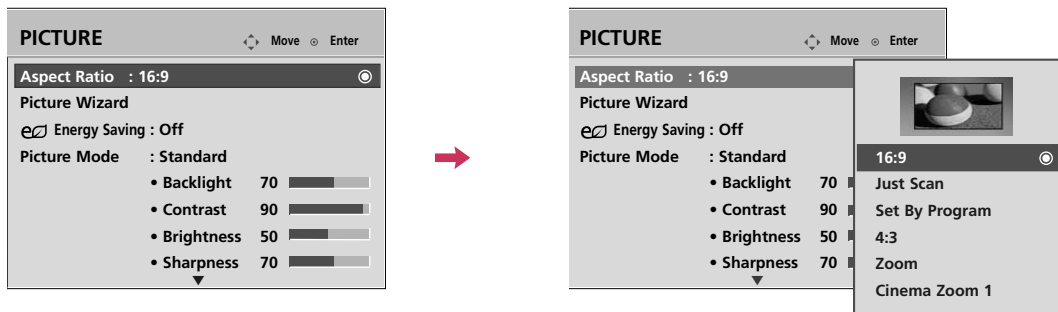 PICTURE Move Enter
Aspect Ratio : 16:9
Picture Wizard
Energy Saving : Off
Picture Mode : Standard
• Backlight 70
• Contrast 90
• Brightness 50
• Sharpness 70
PICTURE Move Enter
Aspect Ratio : 16:9
Picture Wizard
Energy Saving : Off
Picture Mode : Standard
• Backlight 70
• Contrast 90
• Brightness 50
• Sharpness 70
16:9
Just Scan
Set By Program
4:3
Zoom
Cinema Zoom 1